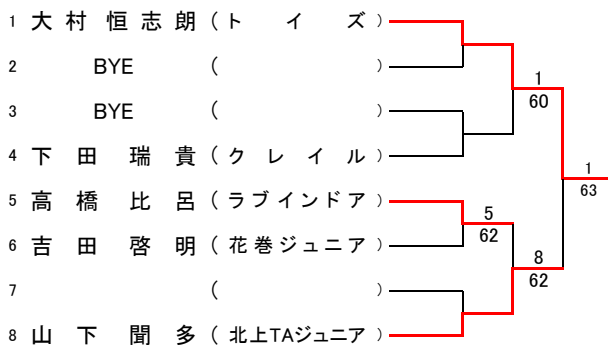 1 大村 恒志朗 (トイズ)
2 BYE ( )
1
60
3 BYE ( )
4 下田 瑞貴 (クレイル)
1
63
5 高橋 比呂 (ラブインドア)
5
62
6 吉田 啓明 (花巻ジュニア)
8
62
7 ( )
8 山下 聞多 (北上TAジュニア)